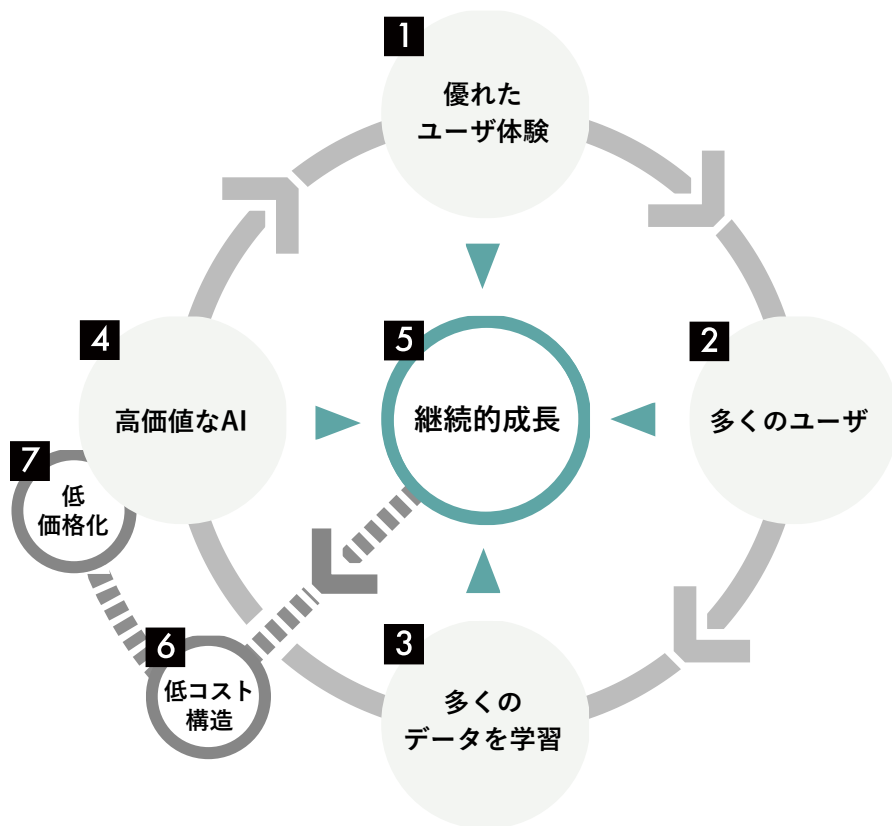 1
優れた
ユーザ体験
2
多くのユーザ
3
多くの
データを学習
4
高価値なAI
5
継続的成長
6
低コスト
構造
7
低
価格化